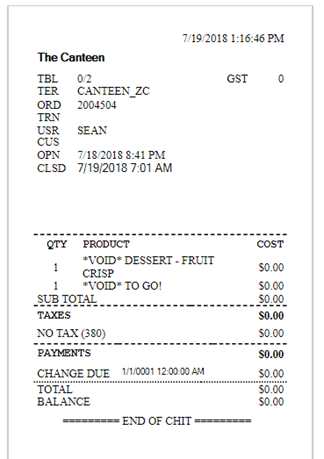 7/19/2018 1:16:46 PM
The Canteen
TBL 0/2 GST 0
TER CANTEEN_ZC
ORD 2004504
TRN
USR SEAN
CUS
OPN 7/18/2018 8:41 PM
CLSD 7/19/2018 7:01 AM
QTY PRODUCT COST
1 *VOID* DESSERT - FRUIT CRISP $0.00
1 *VOID* TO GO! $0.00
SUB TOTAL $0.00
TAXES $0.00
NO TAX (380) $0.00
PAYMENTS $0.00
CHANGE DUE 1/1/0001 12:00:00 AM $0.00
TOTAL $0.00
BALANCE $0.00
========= END OF CHIT =========